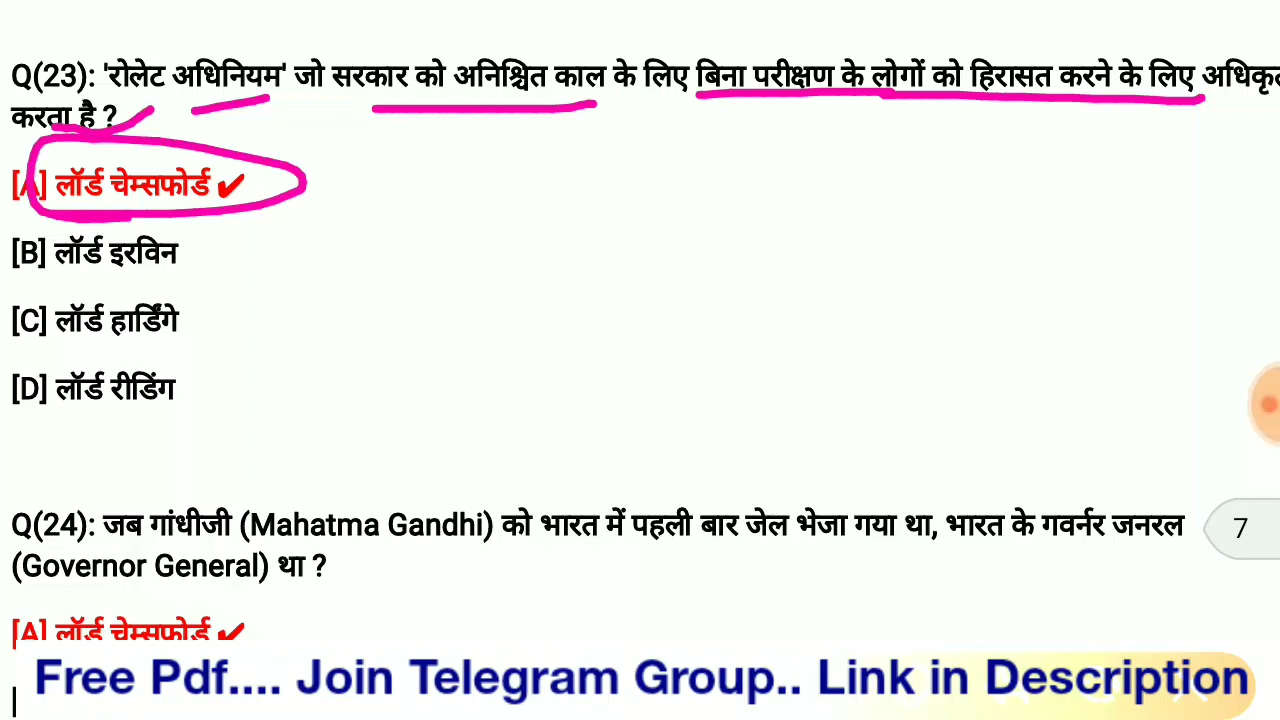 Q(23): 'रोलेट अधिनियम' जो सरकार को अनिश्चित काल के लिए बिना परीक्षण के लोगों को हिरासत करने के लिए
करता है ?
[A] लॉर्ड चेम्सफोर्ड ✔
[B] लॉर्ड इरविन
[C] लॉर्ड हार्डिंगे
[D] लॉर्ड रीडिंग
Q(24): जब गांधीजी (Mahatma Gandhi) को भारत में पहली बार जेल भेजा गया था, भारत के गवर्नर जनरल
7
(Governor General) था ?
[A] लॉर्ड चेम्सफोर्ड ✔
Free Pdf.... Join Telegram Group.. Link in Description